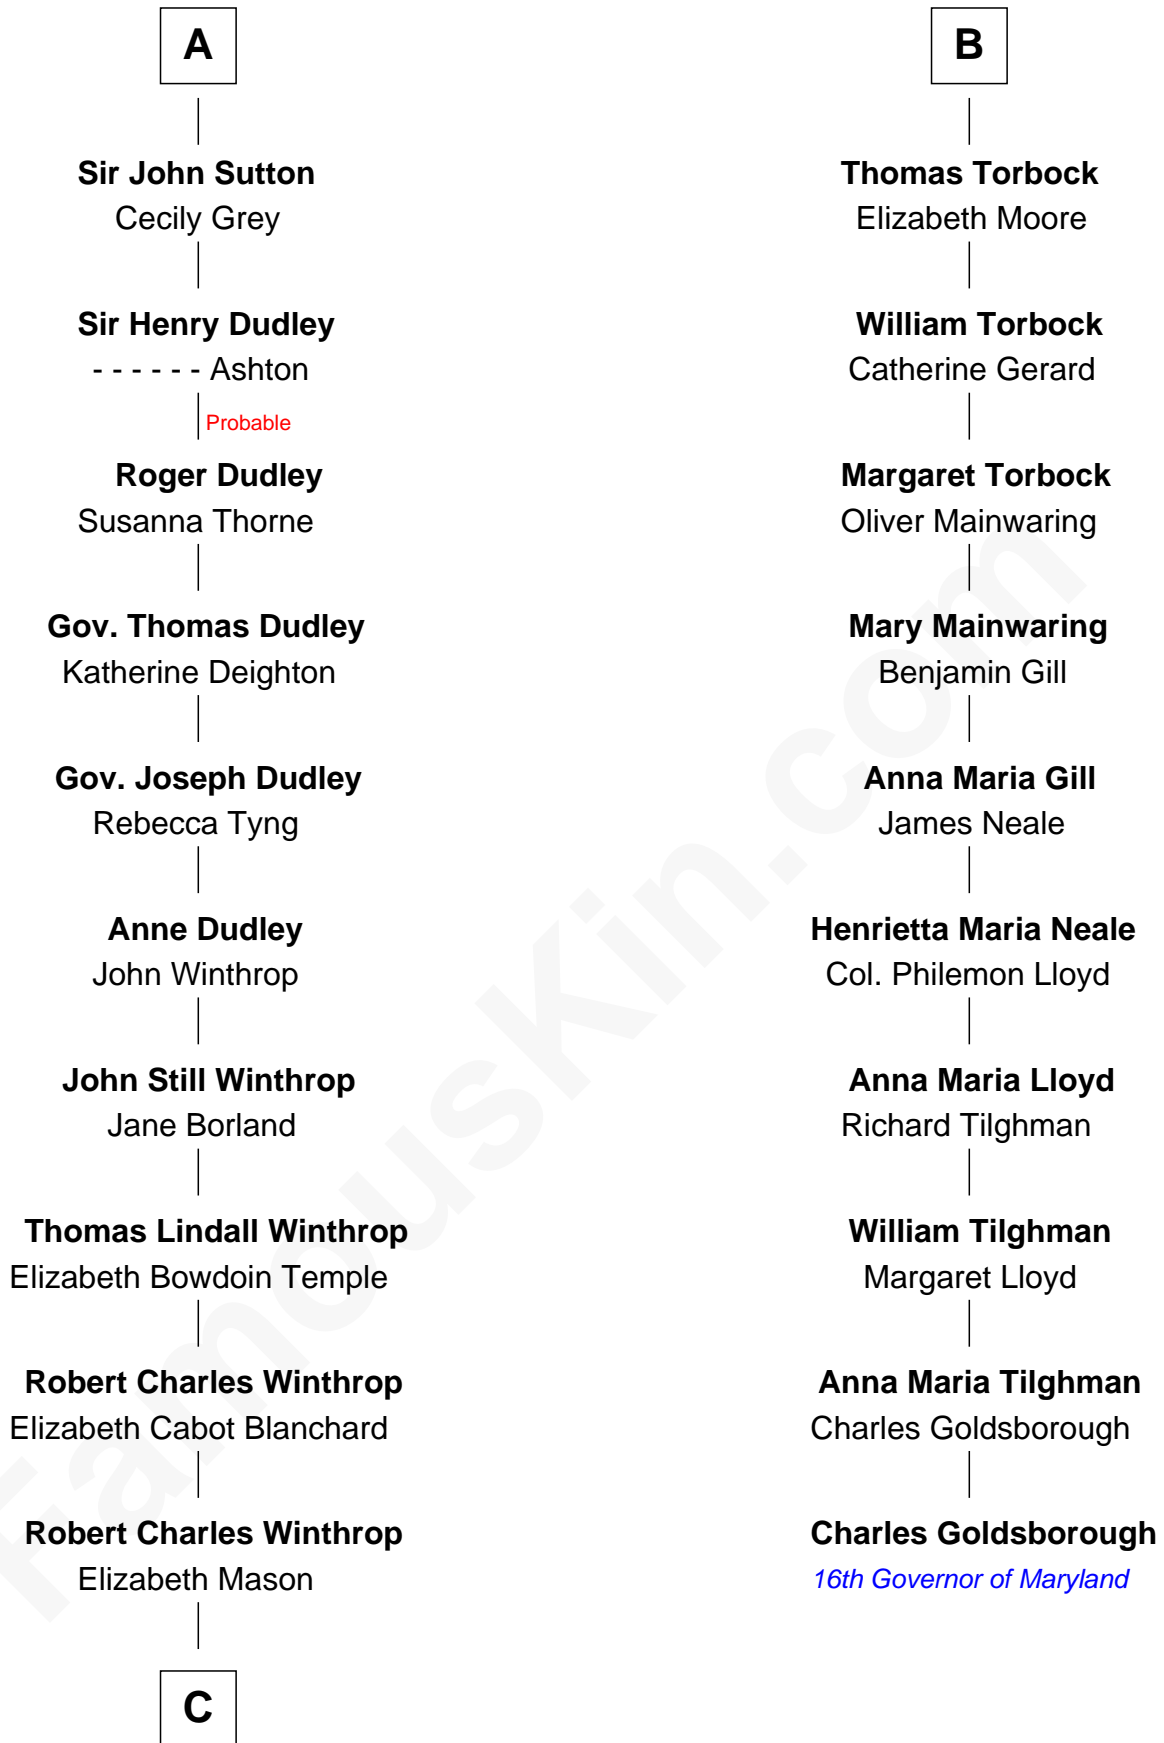 A
Sir John Sutton
Cecily Grey
Sir Henry Dudley
- - - - - - Ashton
Probable
Roger Dudley
Susanna Thorne
Gov. Thomas Dudley
Katherine Deighton
Gov. Joseph Dudley
Rebecca Tyng
Anne Dudley
John Winthrop
John Still Winthrop
Jane Borland
Thomas Lindall Winthrop
Elizabeth Bowdoin Temple
Robert Charles Winthrop
Elizabeth Cabot Blanchard
Robert Charles Winthrop
Elizabeth Mason
C
B
Thomas Torbock
Elizabeth Moore
William Torbock
Catherine Gerard
Margaret Torbock
Oliver Mainwaring
Mary Mainwaring
Benjamin Gill
Anna Maria Gill
James Neale
Henrietta Maria Neale
Col. Philemon Lloyd
Anna Maria Lloyd
Richard Tilghman
William Tilghman
Margaret Lloyd
Anna Maria Tilghman
Charles Goldsborough
Charles Goldsborough
16th Governor of Maryland
FamousKin.com